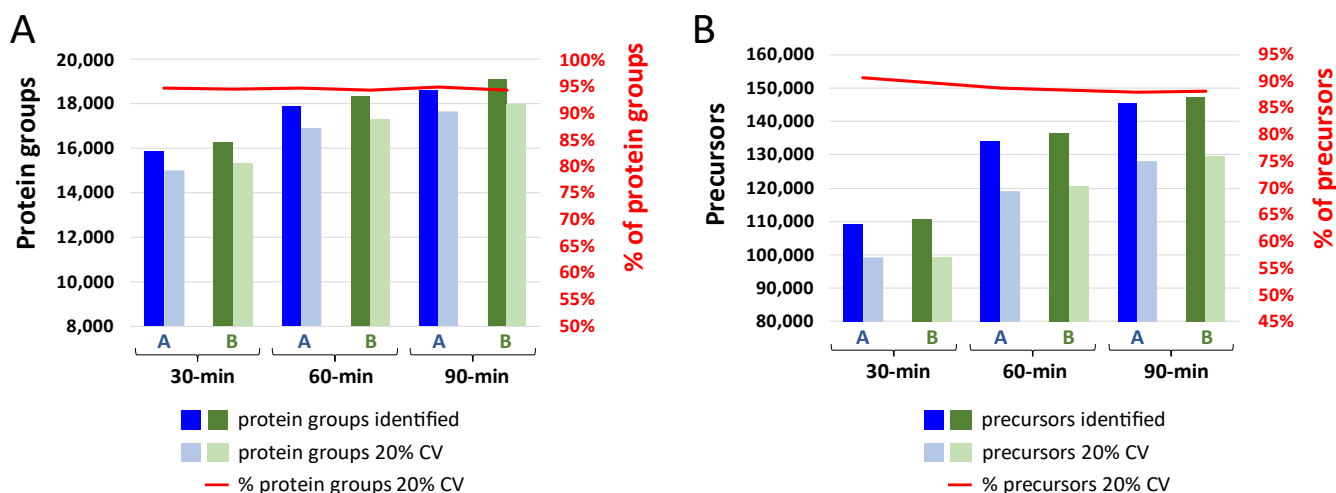 A
Protein groups
20,000
18,000
16,000
14,000
12,000
10,000
8,000
100%
95%
90%
85%
80%
75%
70%
65%
60%
55%
50%
% of protein groups
A B A B A B
30-min 60-min 90-min
protein groups identified
protein groups 20% CV
% protein groups 20% CV
B
Precursors
160,000
150,000
140,000
130,000
120,000
110,000
100,000
90,000
80,000
95%
90%
85%
80%
75%
70%
65%
60%
55%
50%
45%
% of precursors
A B A B A B
30-min 60-min 90-min
precursors identified
precursors 20% CV
% precursors 20% CV